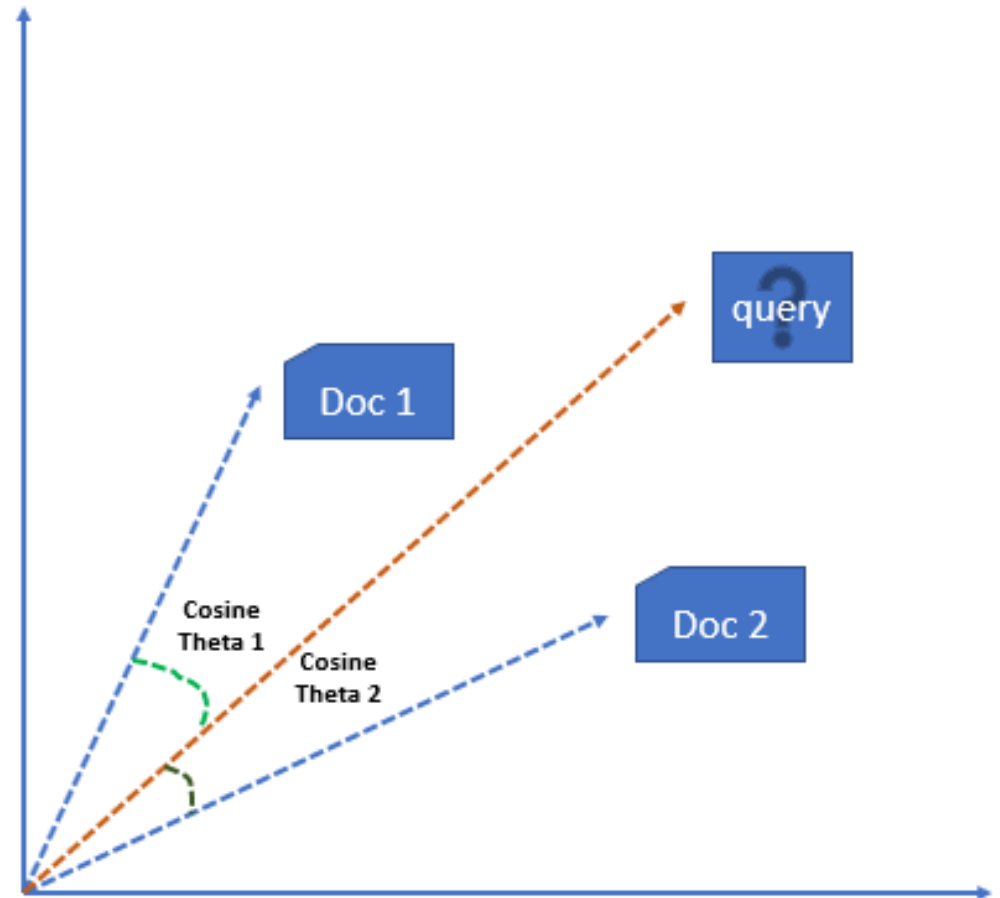 ?
query
Doc 1
Cosine
Theta 1
Cosine
Theta 2
Doc 2